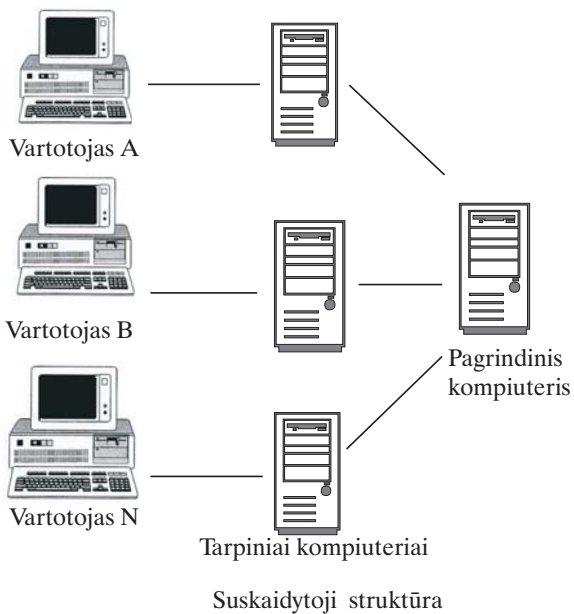 Vartotojas A
Vartotojas B
Pagrindinis
kompiuteris
Vartotojas N
Tarpiniai kompiuteriai
Suskaidytoji struktūra